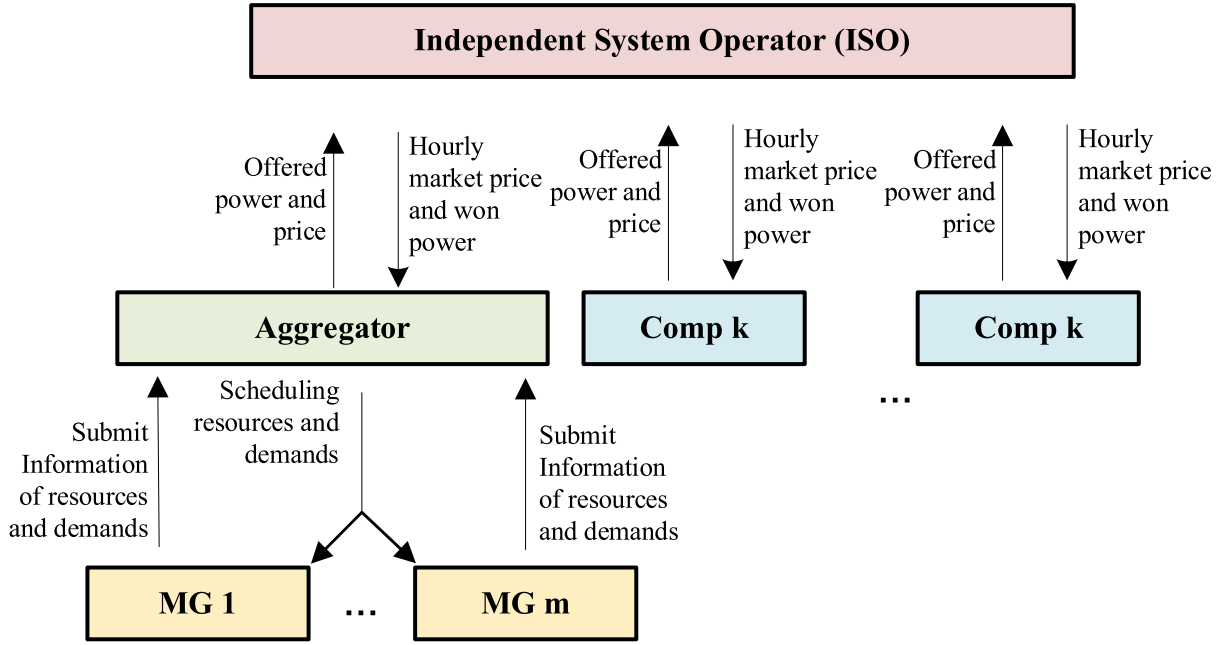 Independent System Operator (ISO)
Offered
power and
price
Hourly
market price
and won
power
Offered
power and
price
Hourly
market price
and won
power
Offered
power and
price
Hourly
market price
and won
power
Aggregator
Comp k
Comp k
...
Submit
Information
of resources
and demands
Scheduling
resources and
demands
Submit
Information
of resources
and demands
MG 1
...
MG m